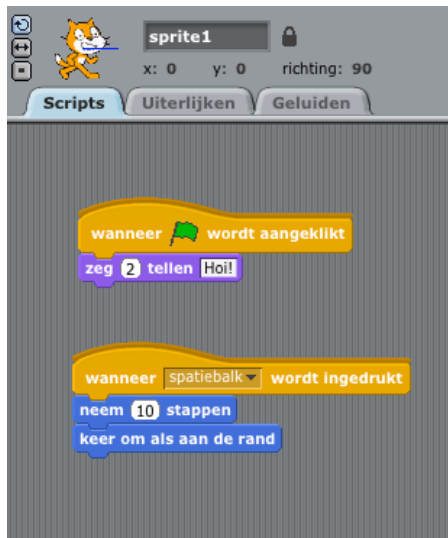 sprite1
x: 0 y: 0 richting: 90
Scripts Uiterlijken Geluiden
wanneer wordt aangeklikt
zeg 2 tellen Hoi!
wanneer spatiebalk wordt ingedrukt
neem 10 stappen
keer om als aan de rand